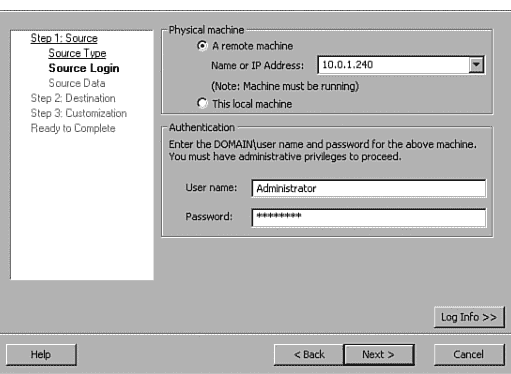 Step 1: Source
Source Type
Source Login
Source Data
Step 2: Destination
Step 3: Customization
Ready to Complete
Physical machine
A remote machine
Name or IP Address: 10.0.1.240
(Note: Machine must be running)
This local machine
Authentication
Enter the DOMAIN\user name and password for the above machine.
You must have administrative privileges to proceed.
User name: Administrator
Password: ********
Log Info >>
Help < Back Next > Cancel